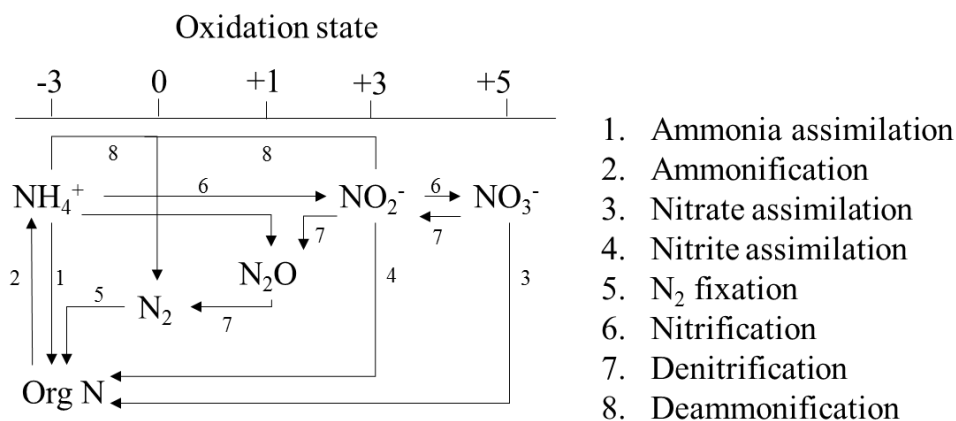 Oxidation state
-3 0 +1 +3 +5
8 8
NH₄⁺ 6 NO₂⁻ 6 NO₃⁻
7 7
2 1 N₂O 4 3
5 N₂ 7
Org N
1. Ammonia assimilation
2. Ammonification
3. Nitrate assimilation
4. Nitrite assimilation
5. N₂ fixation
6. Nitrification
7. Denitrification
8. Deammonification